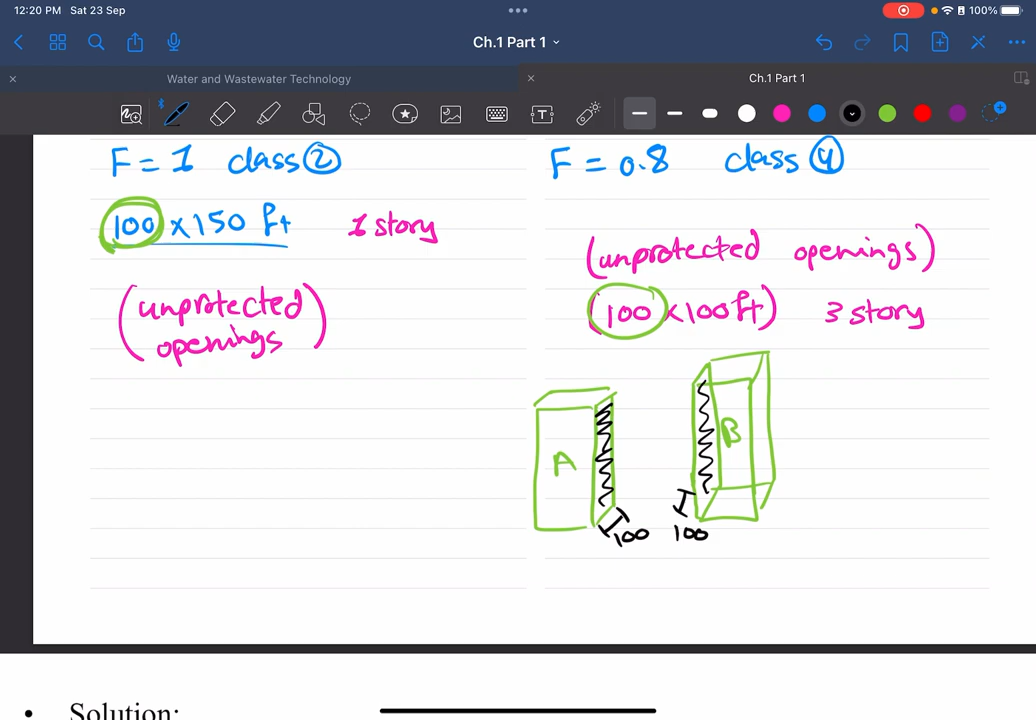 12:20 PM Sat 23 Sep
100%
Ch.1 Part 1
Water and Wastewater Technology
Ch.1 Part 1
F = 1 class 2
100 x 150 ft 1 story
(unprotected openings)
F = 0.8 class 4
(unprotected openings)
(100 x 100 ft) 3 story
A
B
100
100
• Solution: